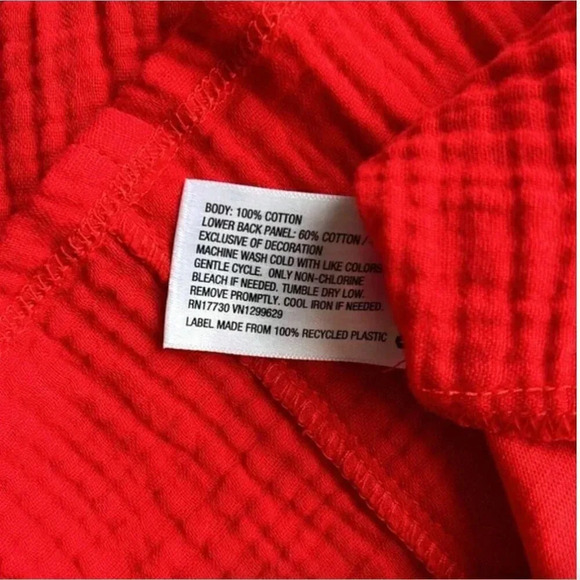 BODY: 100% COTTON
LOWER BACK PANEL: 60% COTTON /
EXCLUSIVE OF DECORATION
MACHINE WASH COLD WITH LIKE COLORS.
GENTLE CYCLE. ONLY NON-CHLORINE
BLEACH IF NEEDED. TUMBLE DRY LOW.
REMOVE PROMPTLY. COOL IRON IF NEEDED.
RN17730 VN1299629
LABEL MADE FROM 100% RECYCLED PLASTIC